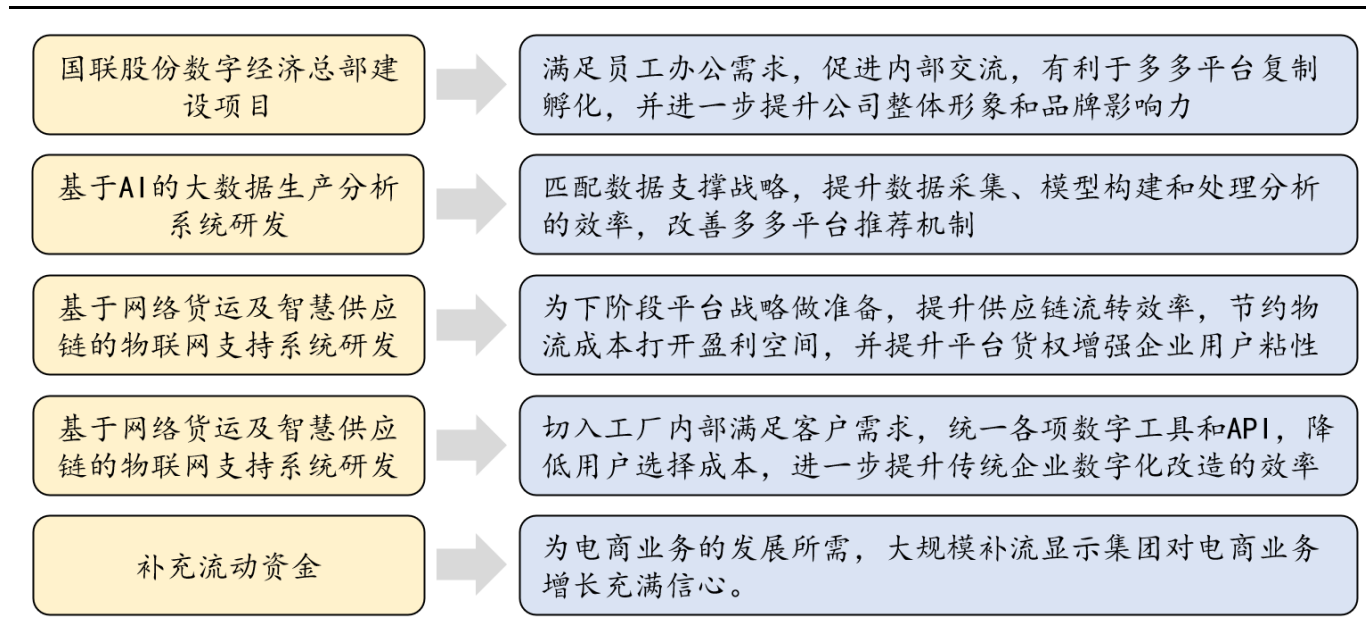 国联股份数字经济总部建
设项目
满足员工办公需求，促进内部交流，有利于多多平台复制
孵化，并进一步提升公司整体形象和品牌影响力
基于AI的大数据生产分析
系统研发
匹配数据支撑战略，提升数据采集、模型构建和处理分析
的效率，改善多多平台推荐机制
基于网络货运及智慧供应
链的物联网支持系统研发
为下阶段平台战略做准备，提升供应链流转效率，节约物
流成本打开盈利空间，并提升平台货权增强企业用户粘性
基于网络货运及智慧供应
链的物联网支持系统研发
切入工厂内部满足客户需求，统一各项数字工具和API，降
低用户选择成本，进一步提升传统企业数字化改造的效率
补充流动资金
为电商业务的发展所需，大规模补流显示集团对电商业务
增长充满信心。